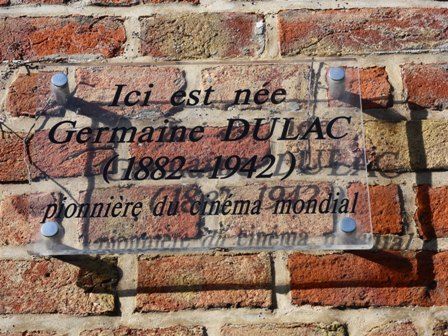 Ici est née
Germaine DULAC
(1882-1942)
pionnière du cinéma mondial